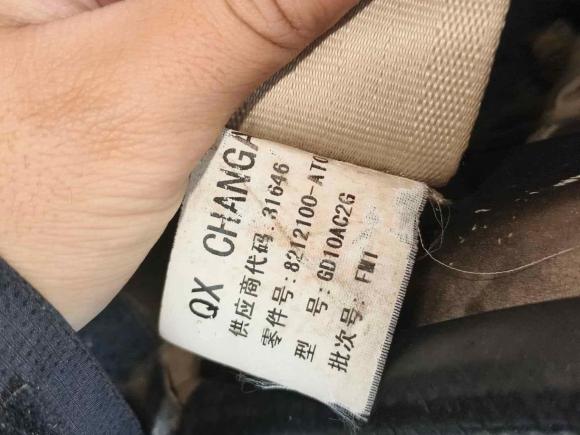 QX CHANGA
供应商代码:31646
零件号:8212100-AT0
型 号:GD10AC2G
批次号: FM1